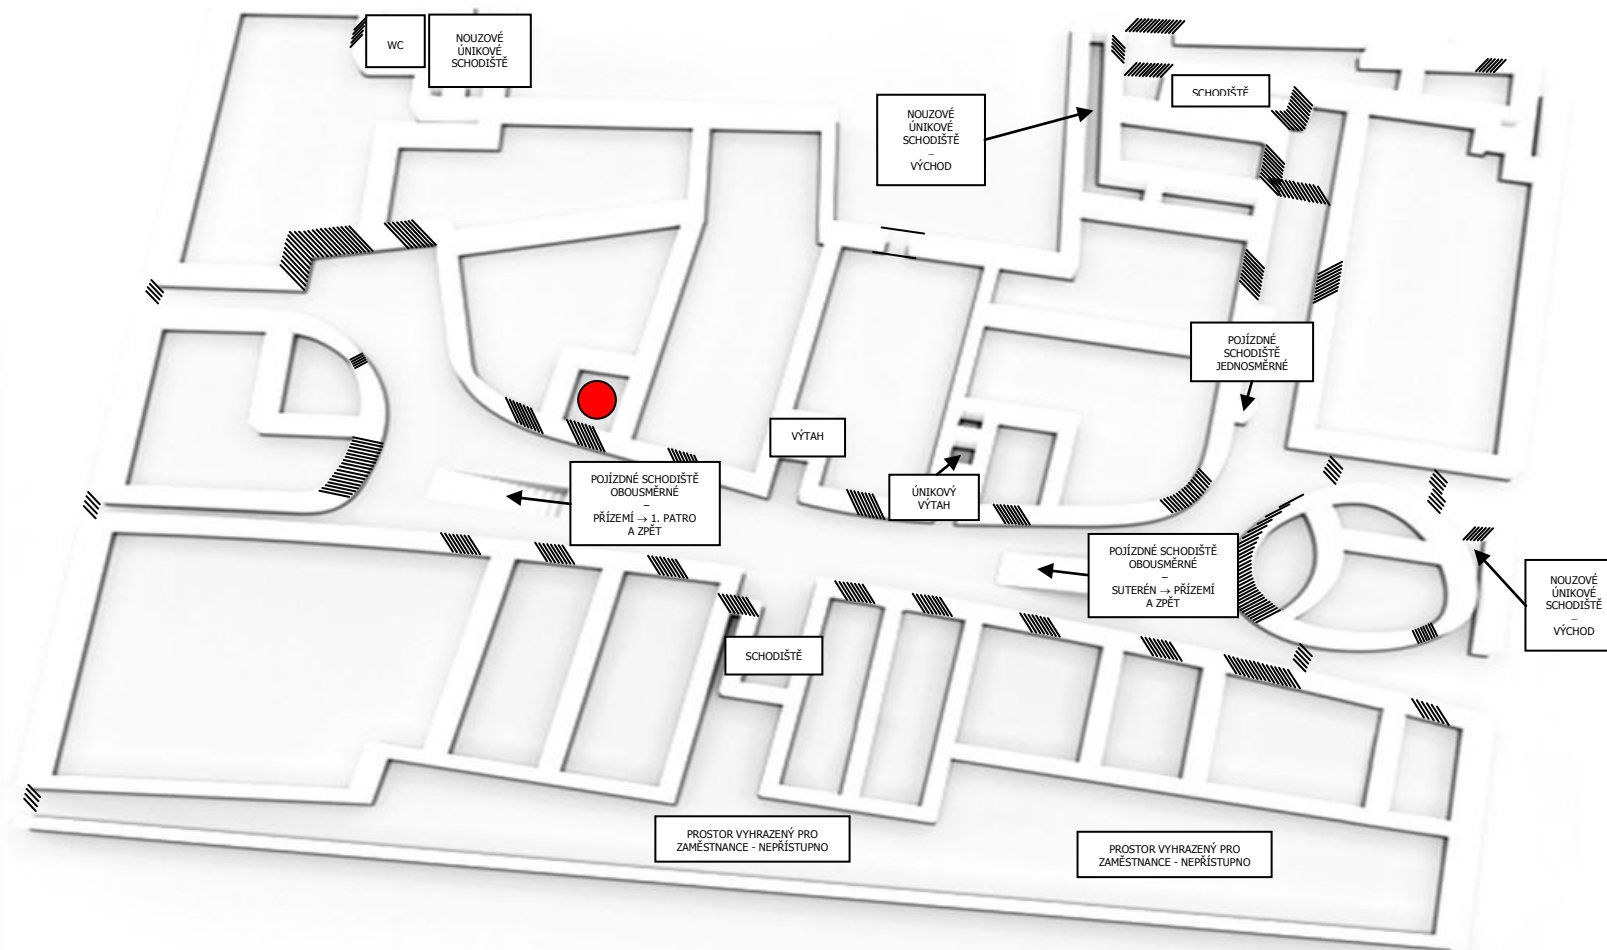 WC
NOUZOVÉ
ÚNIKOVÉ
SCHODIŠTĚ
NOUZOVÉ
ÚNIKOVÉ
SCHODIŠTĚ
–
VÝCHOD
SCHODIŠTĚ
POJÍZDNÉ
SCHODIŠTĚ
JEDNOSMĚRNÉ
VÝTAH
POJÍZDNÉ SCHODIŠTĚ
OBOUSMĚRNÉ
–
PŘÍZEMÍ → 1. PATRO
A ZPĚT
ÚNIKOVÝ
VÝTAH
POJÍZDNÉ SCHODIŠTĚ
OBOUSMĚRNÉ
–
SUTERÉN → PŘÍZEMÍ
A ZPĚT
NOUZOVÉ
ÚNIKOVÉ
SCHODIŠTĚ
–
VÝCHOD
SCHODIŠTĚ
PROSTOR VYHRAZENÝ PRO
ZAMĚSTNANCE - NEPŘÍSTUPNO
PROSTOR VYHRAZENÝ PRO
ZAMĚSTNANCE - NEPŘÍSTUPNO